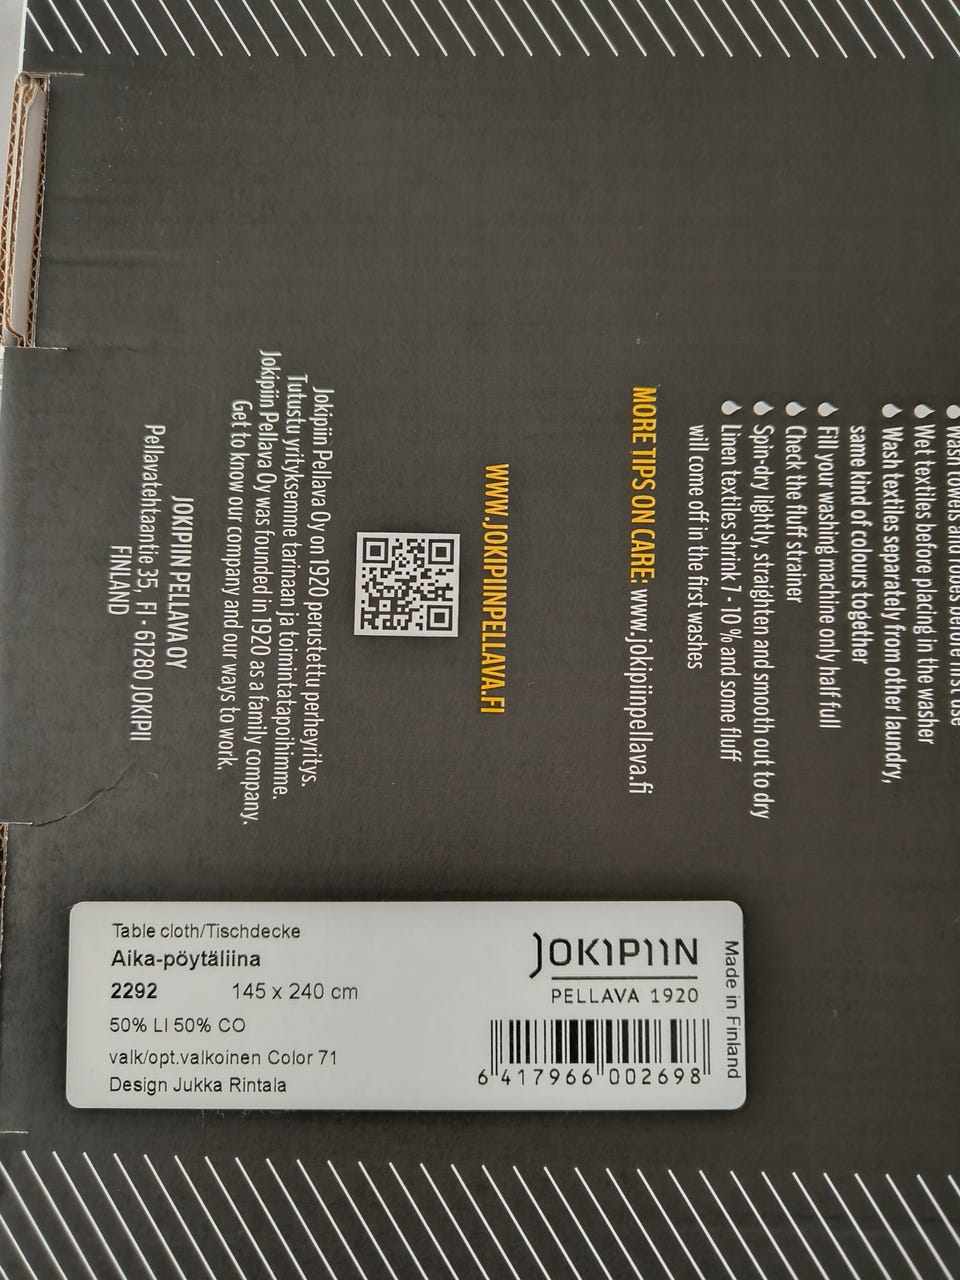 Wash towels and robes before first use
Wet textiles before placing in the washer
Wash textiles separately from other laundry,
same kind of colours together
Fill your washing machine only half full
Check the fluff strainer
Spin-dry lightly, straighten and smooth out to dry
Linen textiles shrink 7 - 10 % and some fluff
will come off in the first washes
MORE TIPS ON CARE: www.jokipiinpellava.fi
WWW.JOKIPIINPELLAVA.FI
Jokipiin Pellava Oy on 1920 perustettu perheyritys.
Tutustu yrityksemme tarinaan ja toimintatapoihimme.
Jokipiin Pellava Oy was founded in 1920 as a family company.
Get to know our company and our ways to work.
JOKIPIIN PELLAVA OY
Pellavatehtaantie 35, FI - 61280 JOKIPII
FINLAND
Table cloth/Tischdecke
Aika-pöytäliina
2292 145 x 240 cm
50% LI 50% CO
valk/opt.valkoinen Color 71
Design Jukka Rintala
JOKIPIIN
PELLAVA 1920
6 417966 002698
Made in Finland